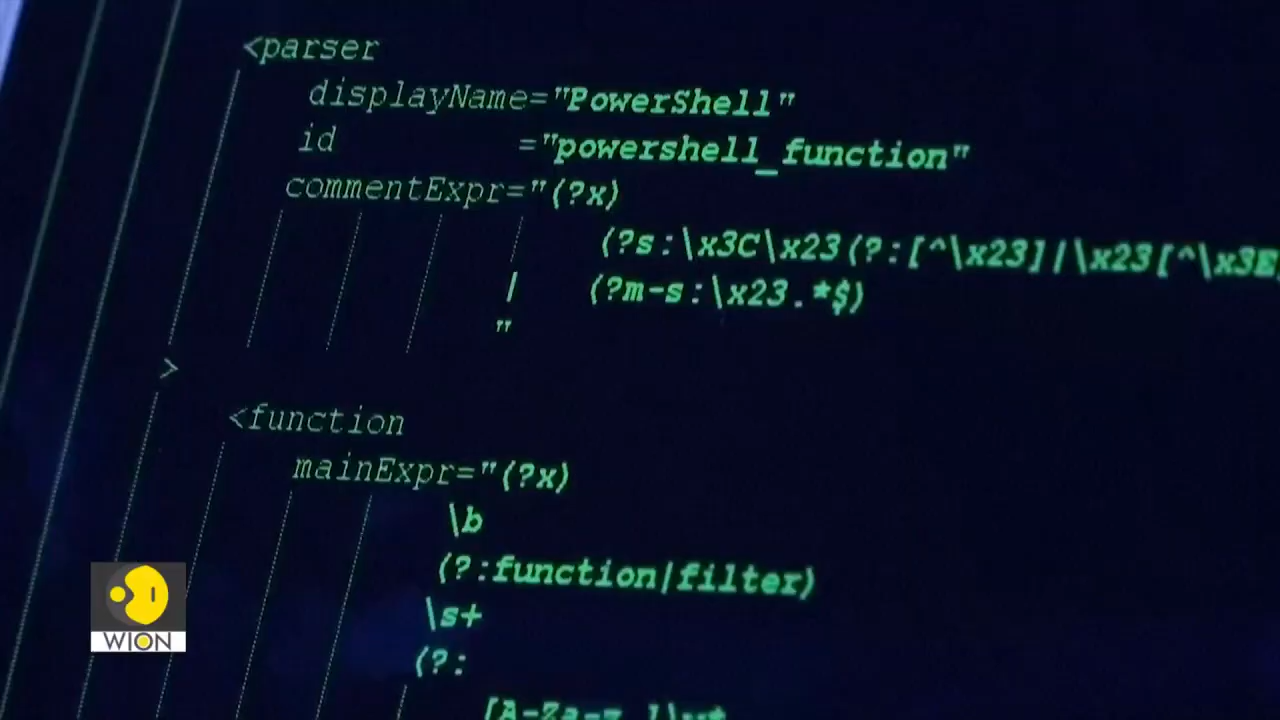 <parser
displayName="PowerShell"
id ="powershell_function"
commentExpr="(?x)
(?s:\x3C\x23(?:[^\x23]|\x23[^\x3E
| (?m-s:\x23.*$)
"
>
<function
mainExpr="(?x)
\b
(?:function|filter)
\s+
(?:
WION